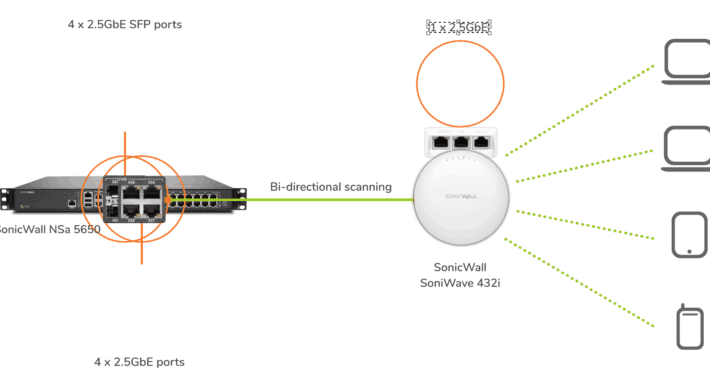 4 x 2.5GbE SFP ports
1 x 2.5GbE
Bi-directional scanning
SonicWall NSa 5650
SONICWALL
SonicWall
SoniWave 432i
4 x 2.5GbE ports